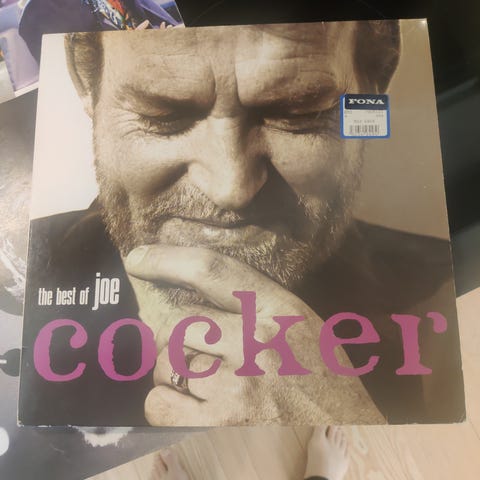 FONA
the best of joe
cocker